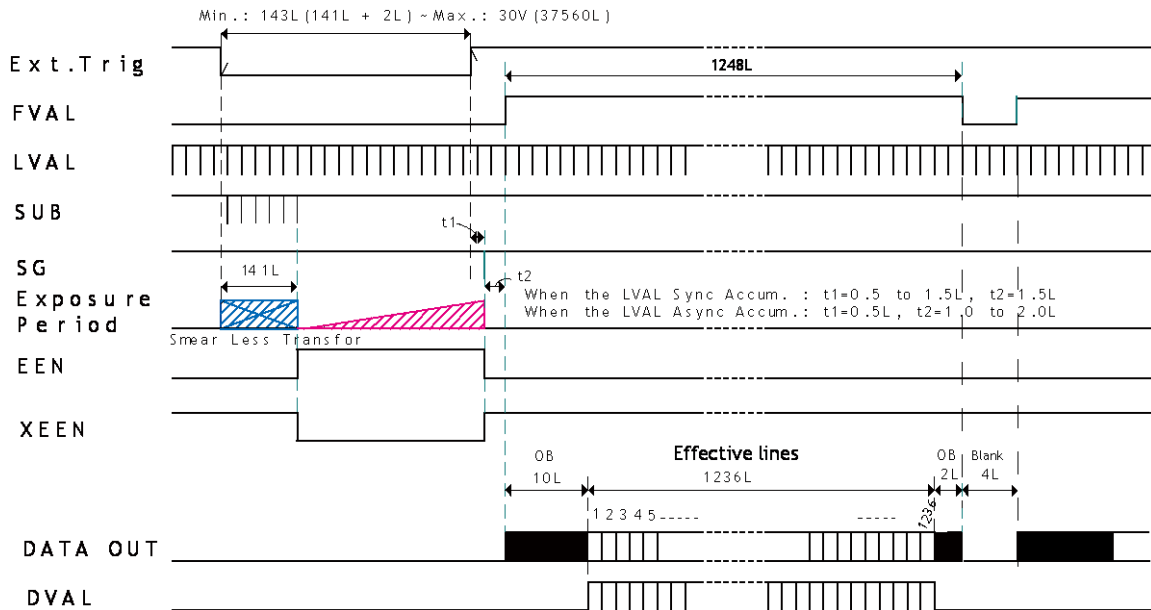 Min.: 143L (141L + 2L) ~ Max.: 30V (37560L)
Ext.Trig
1248L
FVAL
LVAL
SUB
t1
SG
141L
t2
Exposure
Period
When the LVAL Sync Accum. : t1=0.5 to 1.5L, t2=1.5L
When the LVAL Async Accum.: t1=0.5L, t2=1.0 to 2.0L
Smear Less Transfor
EEN
XEEN
OB
10L
Effective lines
1236L
OB
2L
Blank
4L
1 2 3 4 5 -----
-----
1236
DATA OUT
DVAL